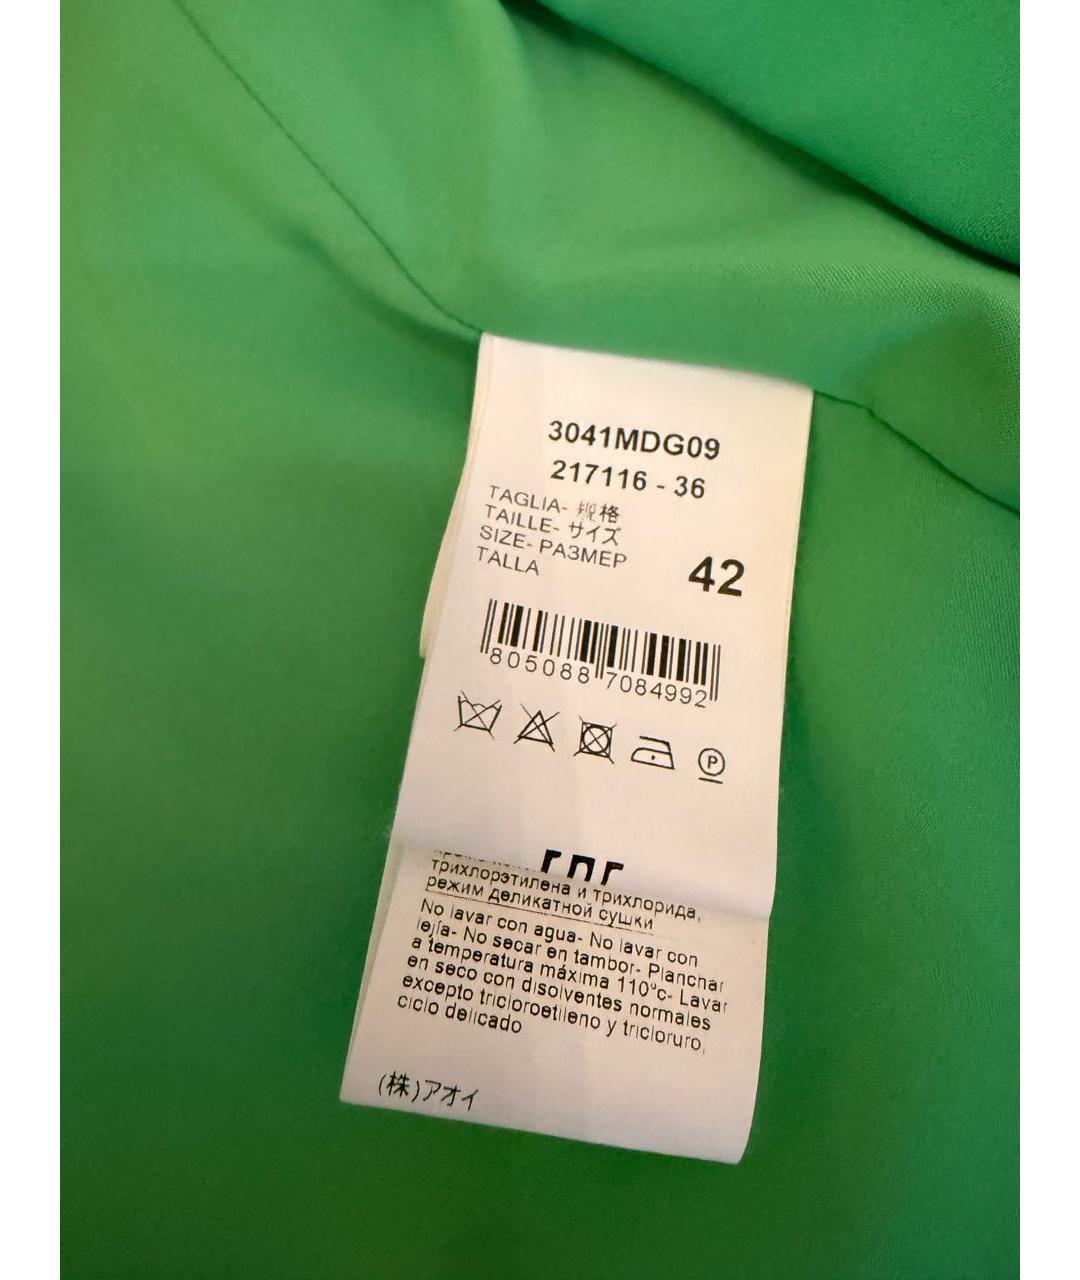 3041MDG09
217116 - 36
TAGLIA- 规格
TAILLE- サイズ
SIZE- РАЗМЕР
TALLA
42
805088 7084992
P
трихлорэтилена и трихлорида,
режим деликатной сушки
No lavar con agua- No lavar con
lejía- No secar en tambor- Planchar
a temperatura máxima 110°c- Lavar
en seco con disolventes normales
excepto tricloroetileno y tricloruro,
ciclo delicado
(株)アオイ